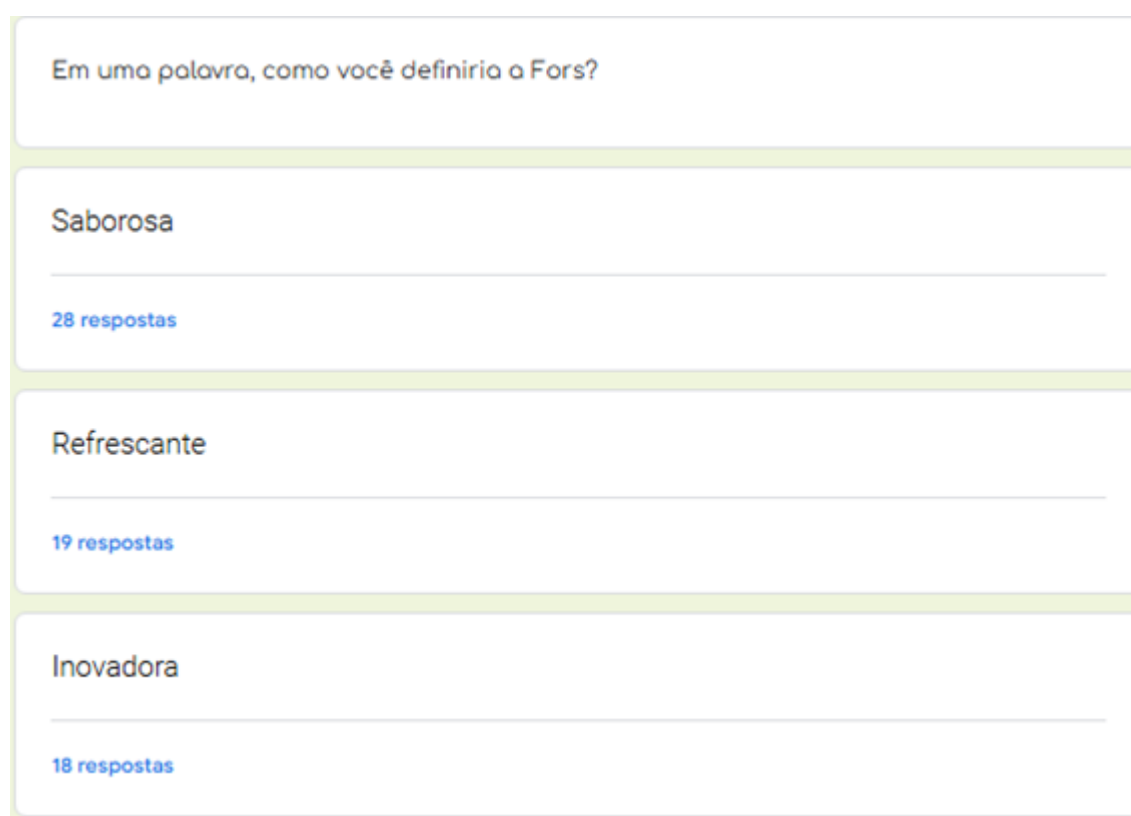 Em uma palavra, como você definiria a Fors?
Saborosa
28 respostas
Refrescante
19 respostas
Inovadora
18 respostas